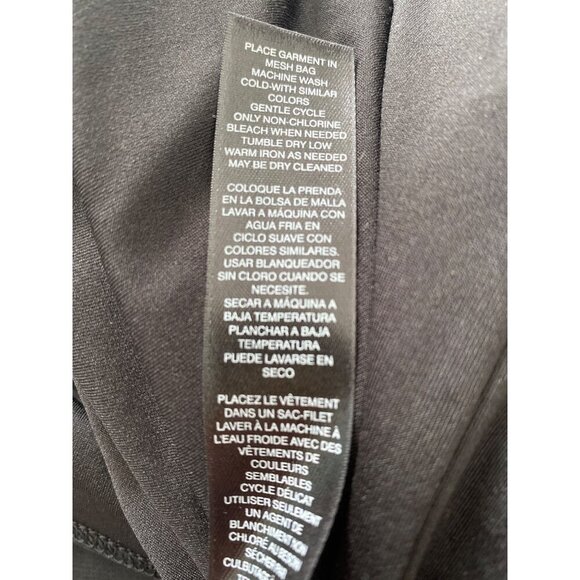 PLACE GARMENT IN
MESH BAG
MACHINE WASH
COLD-WITH SIMILAR
COLORS
GENTLE CYCLE
ONLY NON-CHLORINE
BLEACH WHEN NEEDED
TUMBLE DRY LOW
WARM IRON AS NEEDED
MAY BE DRY CLEANED
COLOQUE LA PRENDA
EN LA BOLSA DE MALLA
LAVAR A MÁQUINA CON
AGUA FRIA EN
CICLO SUAVE CON
COLORES SIMILARES.
USAR BLANQUEADOR
SIN CLORO CUANDO SE
NECESITE.
SECAR A MÁQUINA A
BAJA TEMPERATURA
PLANCHAR A BAJA
TEMPERATURA
PUEDE LAVARSE EN
SECO
PLACEZ LE VÊTEMENT
DANS UN SAC-FILET
LAVER À LA MACHINE À
L'EAU FROIDE AVEC DES
VÊTEMENTS DE
COULEURS
SEMBLABLES
CYCLE DÉLICAT
UTILISER SEULEMENT
UN AGENT DE
BLANCHIMENT NON
CHLORÉ AU BESOIN
SÉCHER PAR